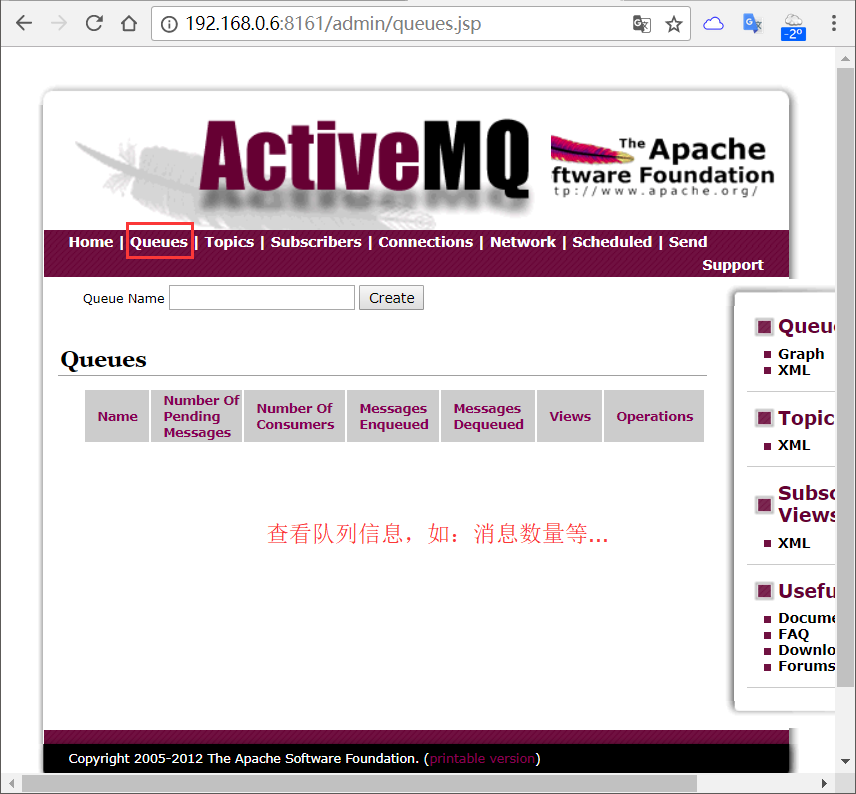 192.168.0.6:8161/admin/queues.jsp
-2°
ActiveMQ
The Apache
ftware Foundation
tp://www.apache.org/
Home | Queues | Topics | Subscribers | Connections | Network | Scheduled | Send
Support
Queue Name
Create
Queues
Name
Number Of
Pending
Messages
Number Of
Consumers
Messages
Enqueued
Messages
Dequeued
Views
Operations
查看队列信息，如：消息数量等...
Queu
Graph
XML
Topic
XML
Subsc
Views
XML
Usefu
Docume
FAQ
Downlo
Forums
Copyright 2005-2012 The Apache Software Foundation. (printable version)